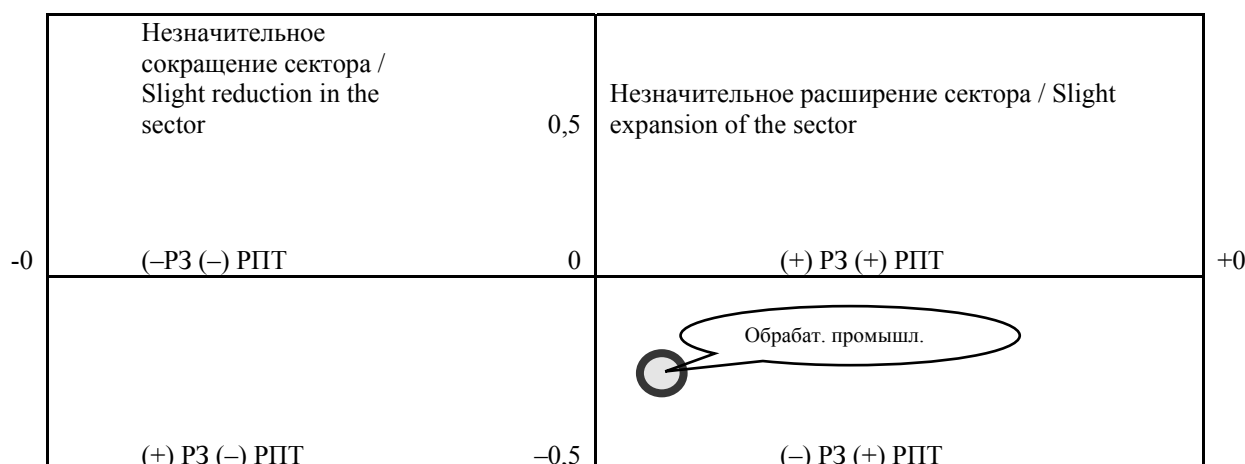 Незначительное
сокращение сектора /
Slight reduction in the
sector
0,5
Незначительное расширение сектора / Slight
expansion of the sector
-0
(–РЗ (–) РПТ
0
(+) РЗ (+) РПТ
+0
Обрабат. промышл.
(+) РЗ (–) РПТ
–0,5
(–) РЗ (+) РПТ